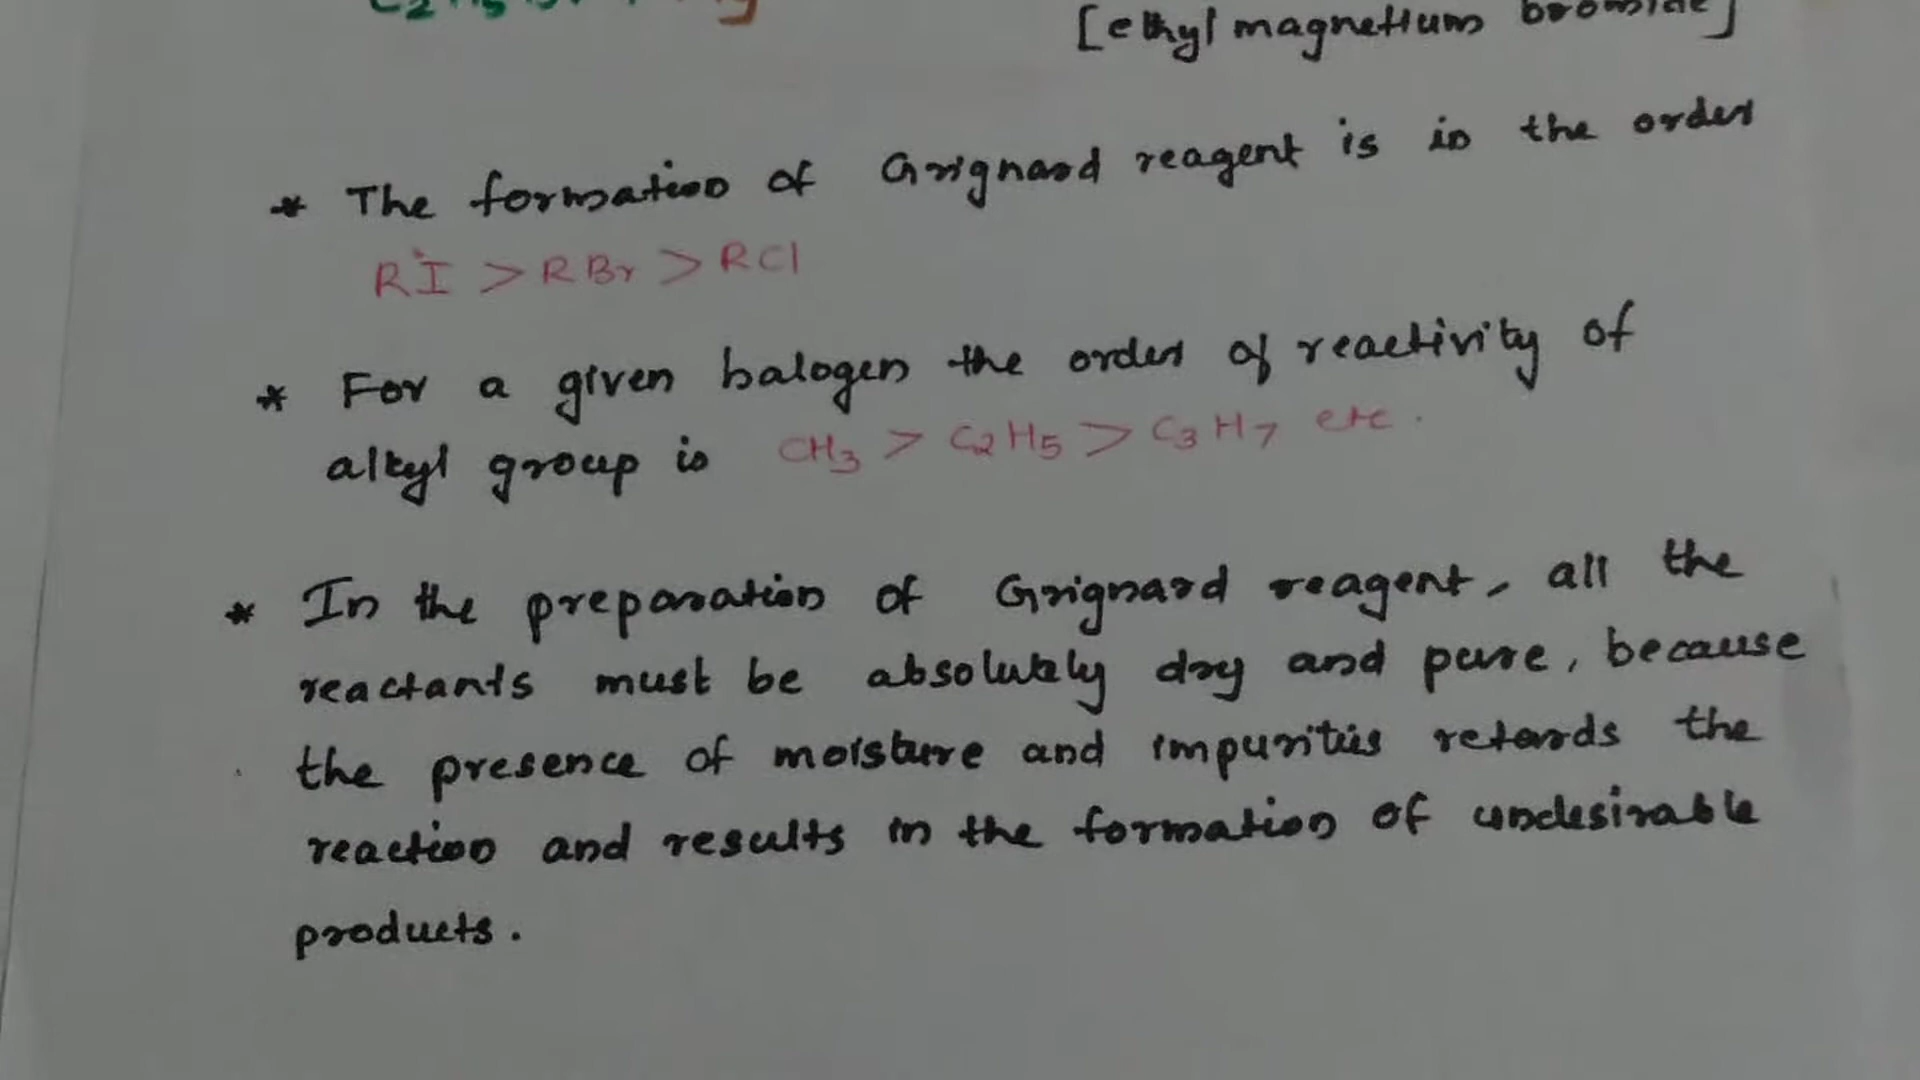 [ethyl magnesium bromide]
* The formation of Grignard reagent is in the order
RI > RBr > RCl
* For a given halogen the order of reactivity of
alkyl group is CH3 > C2H5 > C3H7 etc.
* In the preparation of Grignard reagent, all the
reactants must be absolutely dry and pure, because
the presence of moisture and impurities retards the
reaction and results in the formation of undesirable
products.